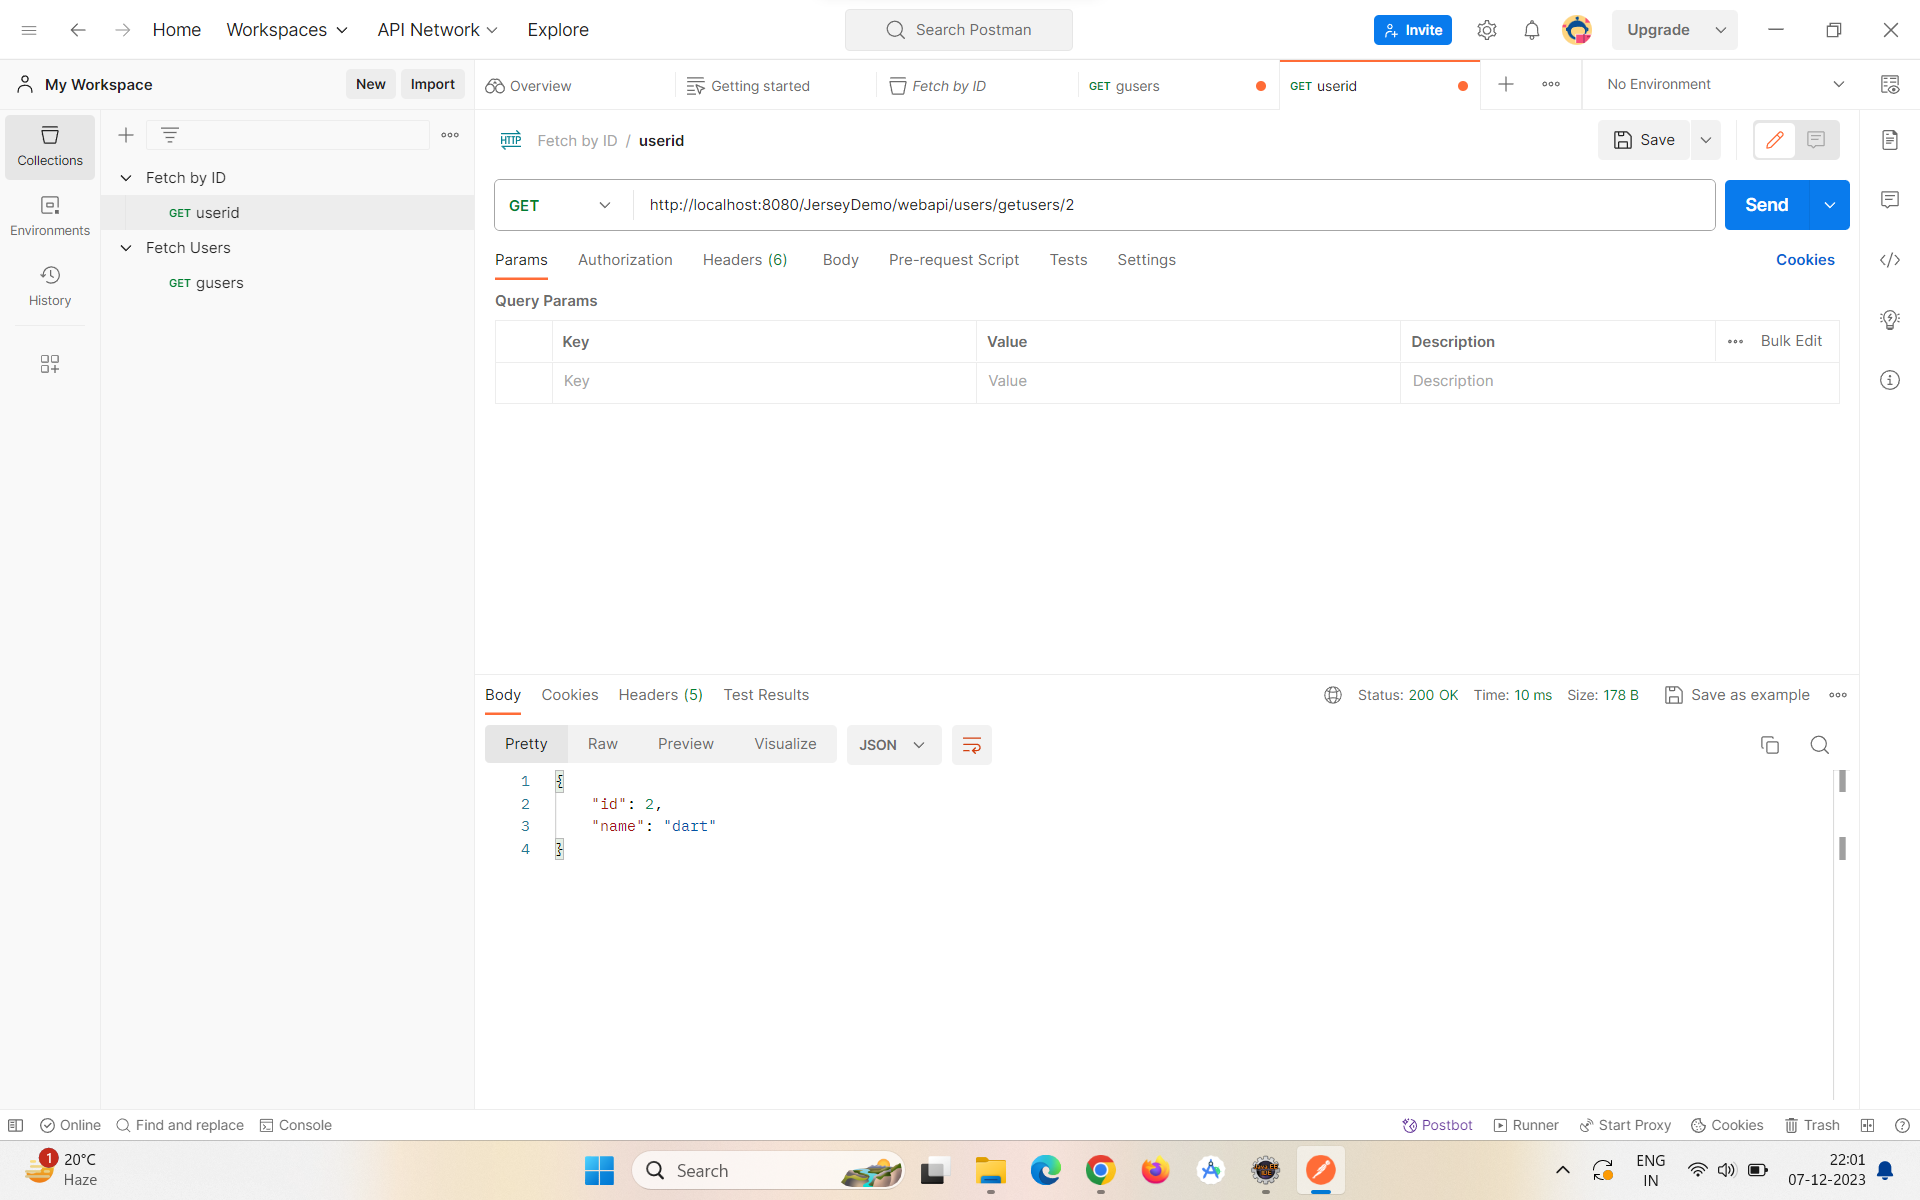 Home Workspaces API Network Explore Search Postman Invite Upgrade
My Workspace New Import Overview Getting started Fetch by ID GET gusers GET userid No Environment
Collections
Environments
History
Fetch by ID
GET userid
Fetch Users
GET gusers
HTTP Fetch by ID / userid Save
GET http://localhost:8080/JerseyDemo/webapi/users/getusers/2 Send
Params Authorization Headers (6) Body Pre-request Script Tests Settings Cookies
Query Params
Key Value Description Bulk Edit
Key Value Description
Body Cookies Headers (5) Test Results Status: 200 OK Time: 10 ms Size: 178 B Save as example
Pretty Raw Preview Visualize JSON
1 {
2 "id": 2,
3 "name": "dart"
4 }
Online Find and replace Console Postbot Runner Start Proxy Cookies Trash
1 20°C
Haze
Search
ENG
IN
22:01
07-12-2023